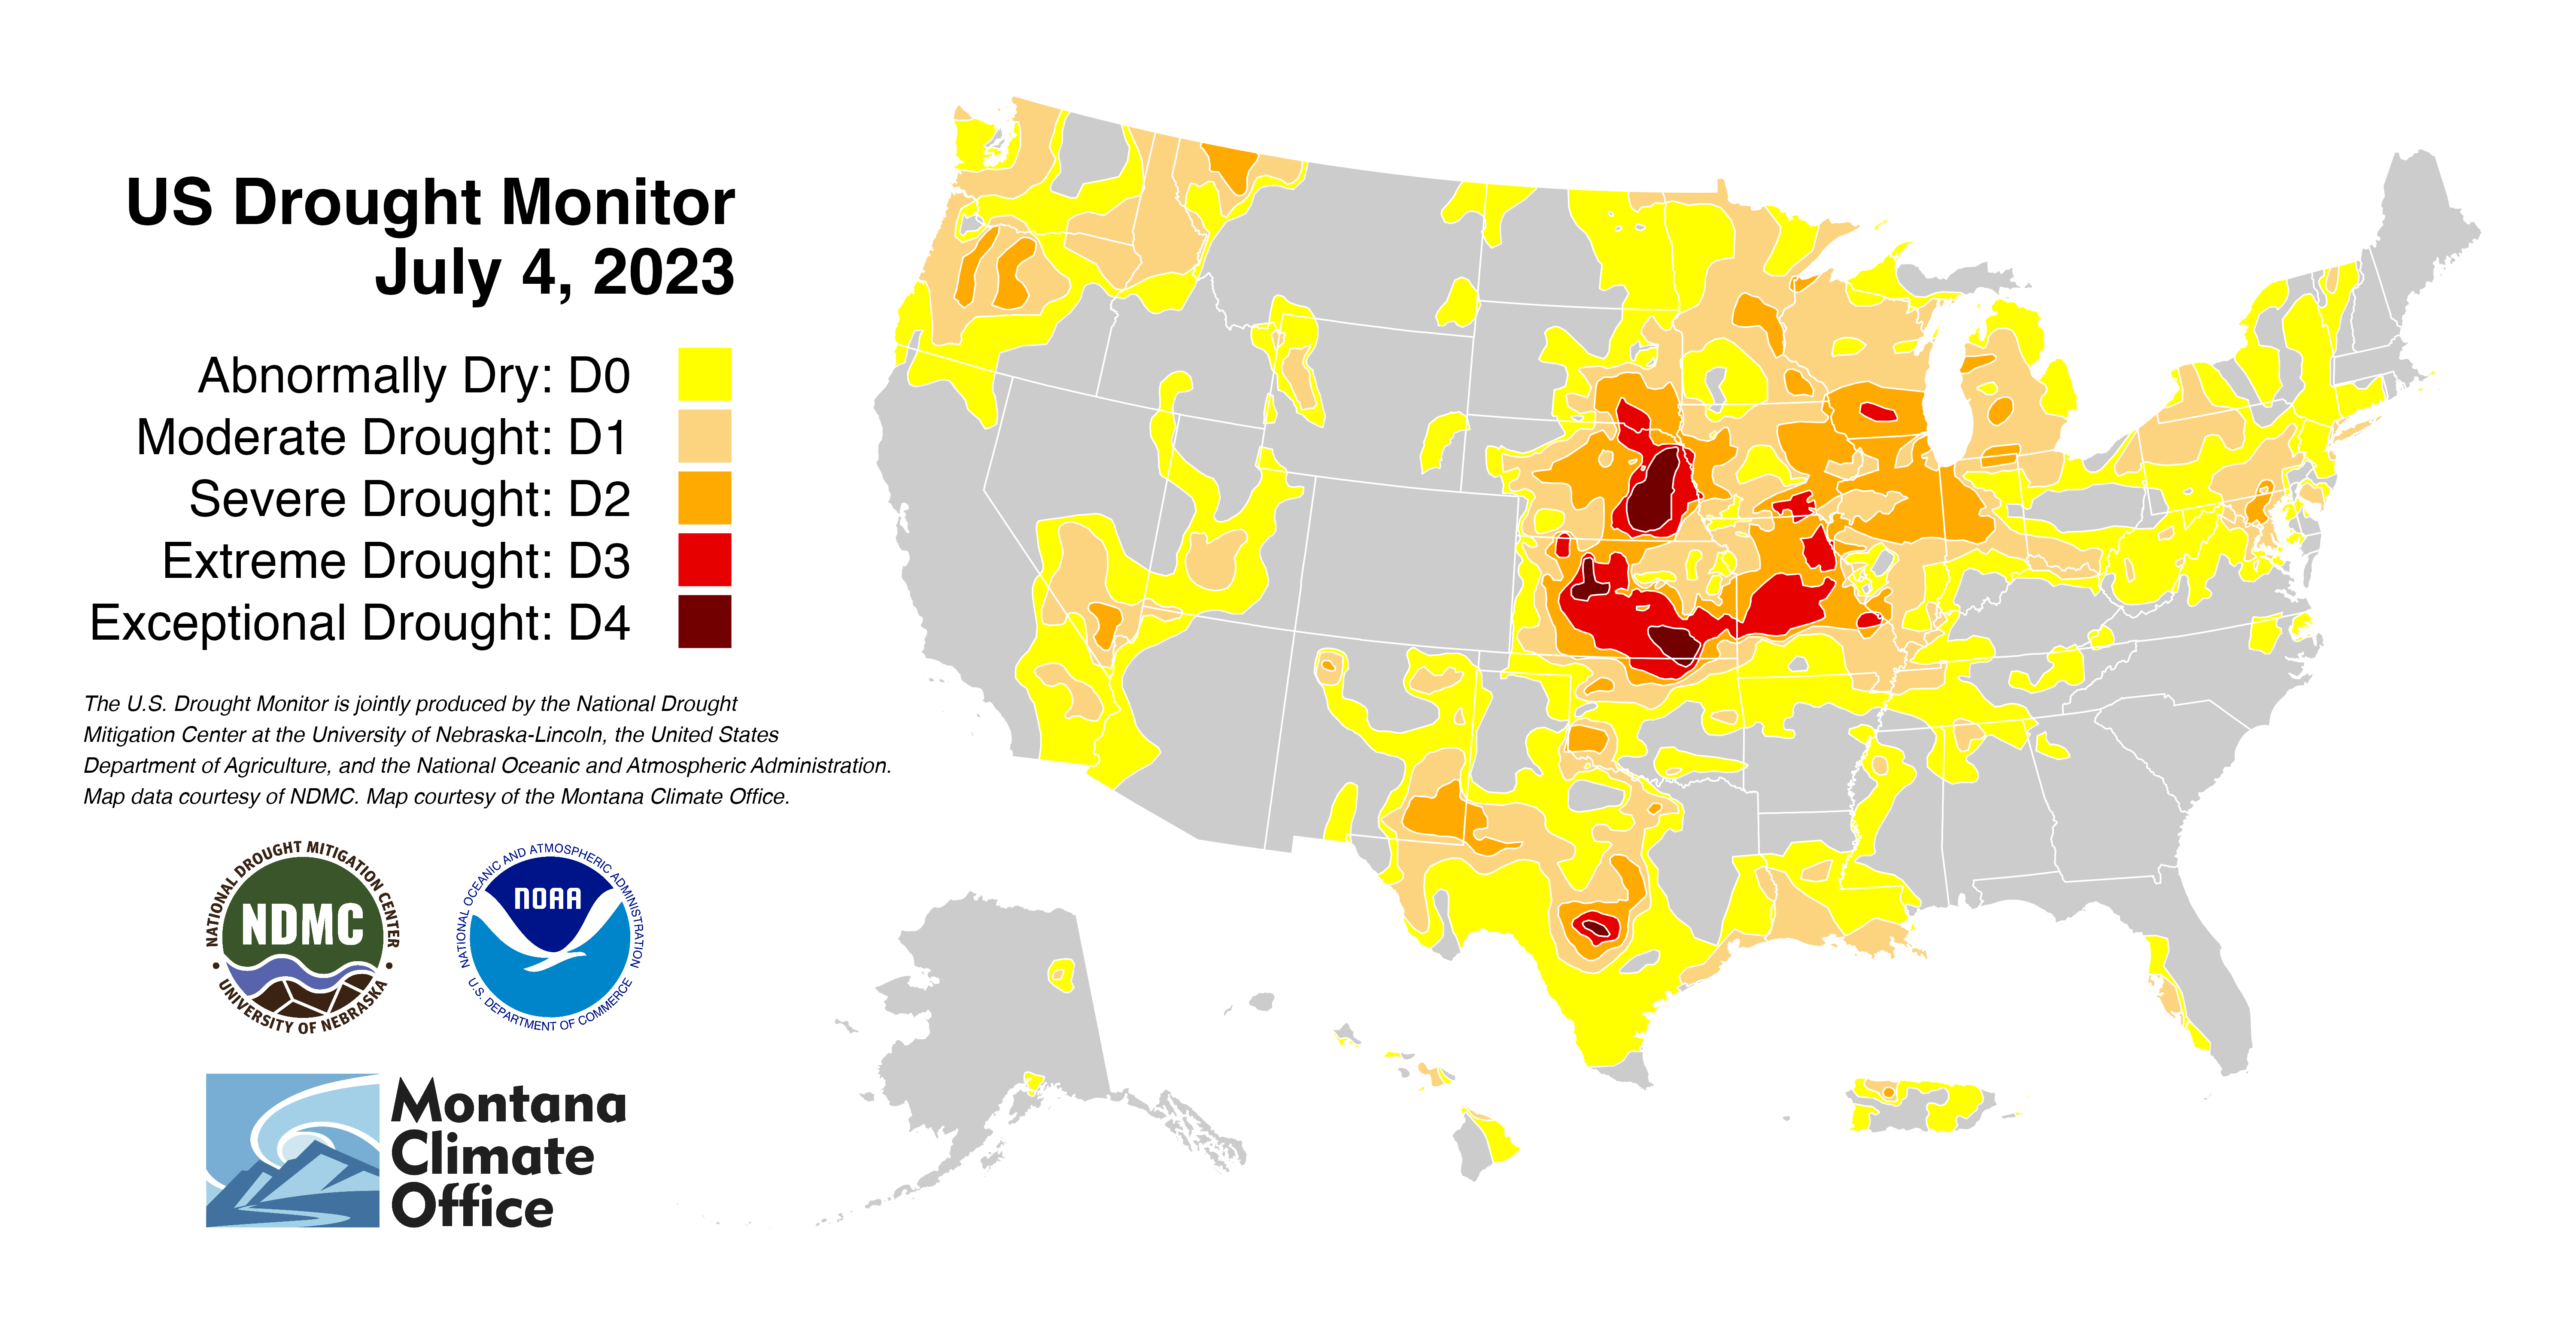 US Drought Monitor
July 4, 2023
Abnormally Dry: D0
Moderate Drought: D1
Severe Drought: D2
Extreme Drought: D3
Exceptional Drought: D4
The U.S. Drought Monitor is jointly produced by the National Drought
Mitigation Center at the University of Nebraska-Lincoln, the United States
Department of Agriculture, and the National Oceanic and Atmospheric Administration.
Map data courtesy of NDMC. Map courtesy of the Montana Climate Office.
NATIONAL DROUGHT MITIGATION CENTER
NDMC
• UNIVERSITY OF NEBRASKA •
NATIONAL OCEANIC AND ATMOSPHERIC ADMINISTRATION
NOAA
U.S. DEPARTMENT OF COMMERCE
Montana
Climate
Office